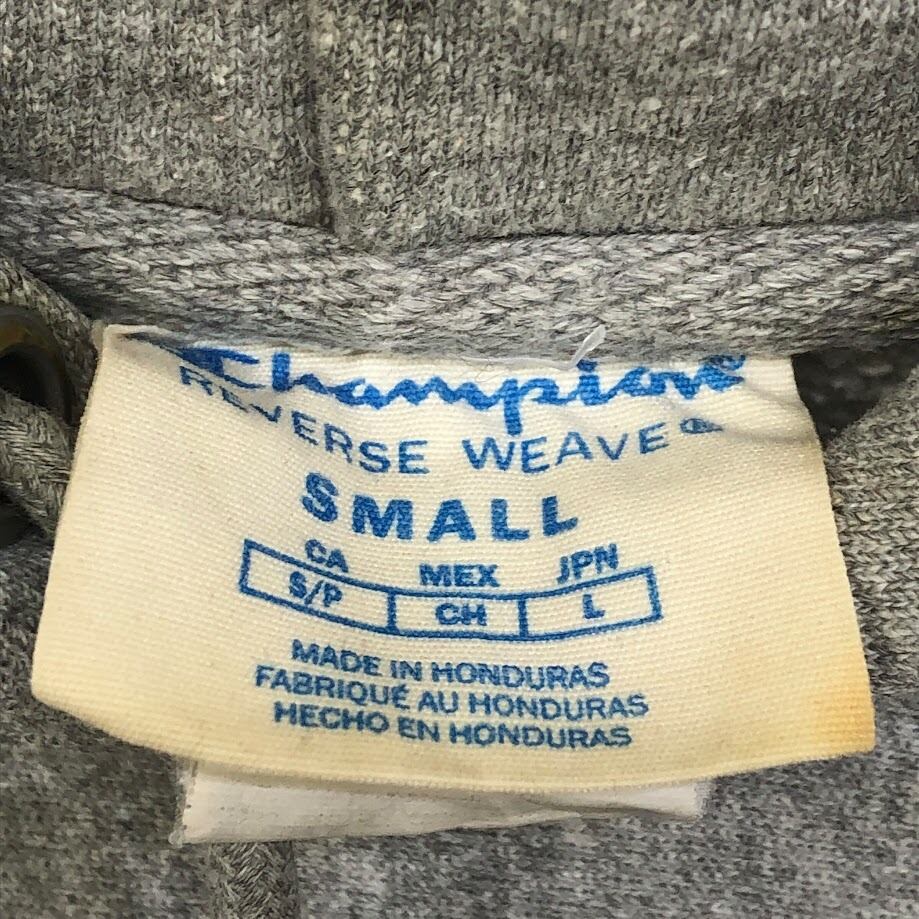 Champion
REVERSE WEAVE®
SMALL
CA MEX JPN
S/P CH L
MADE IN HONDURAS
FABRIQUÉ AU HONDURAS
HECHO EN HONDURAS